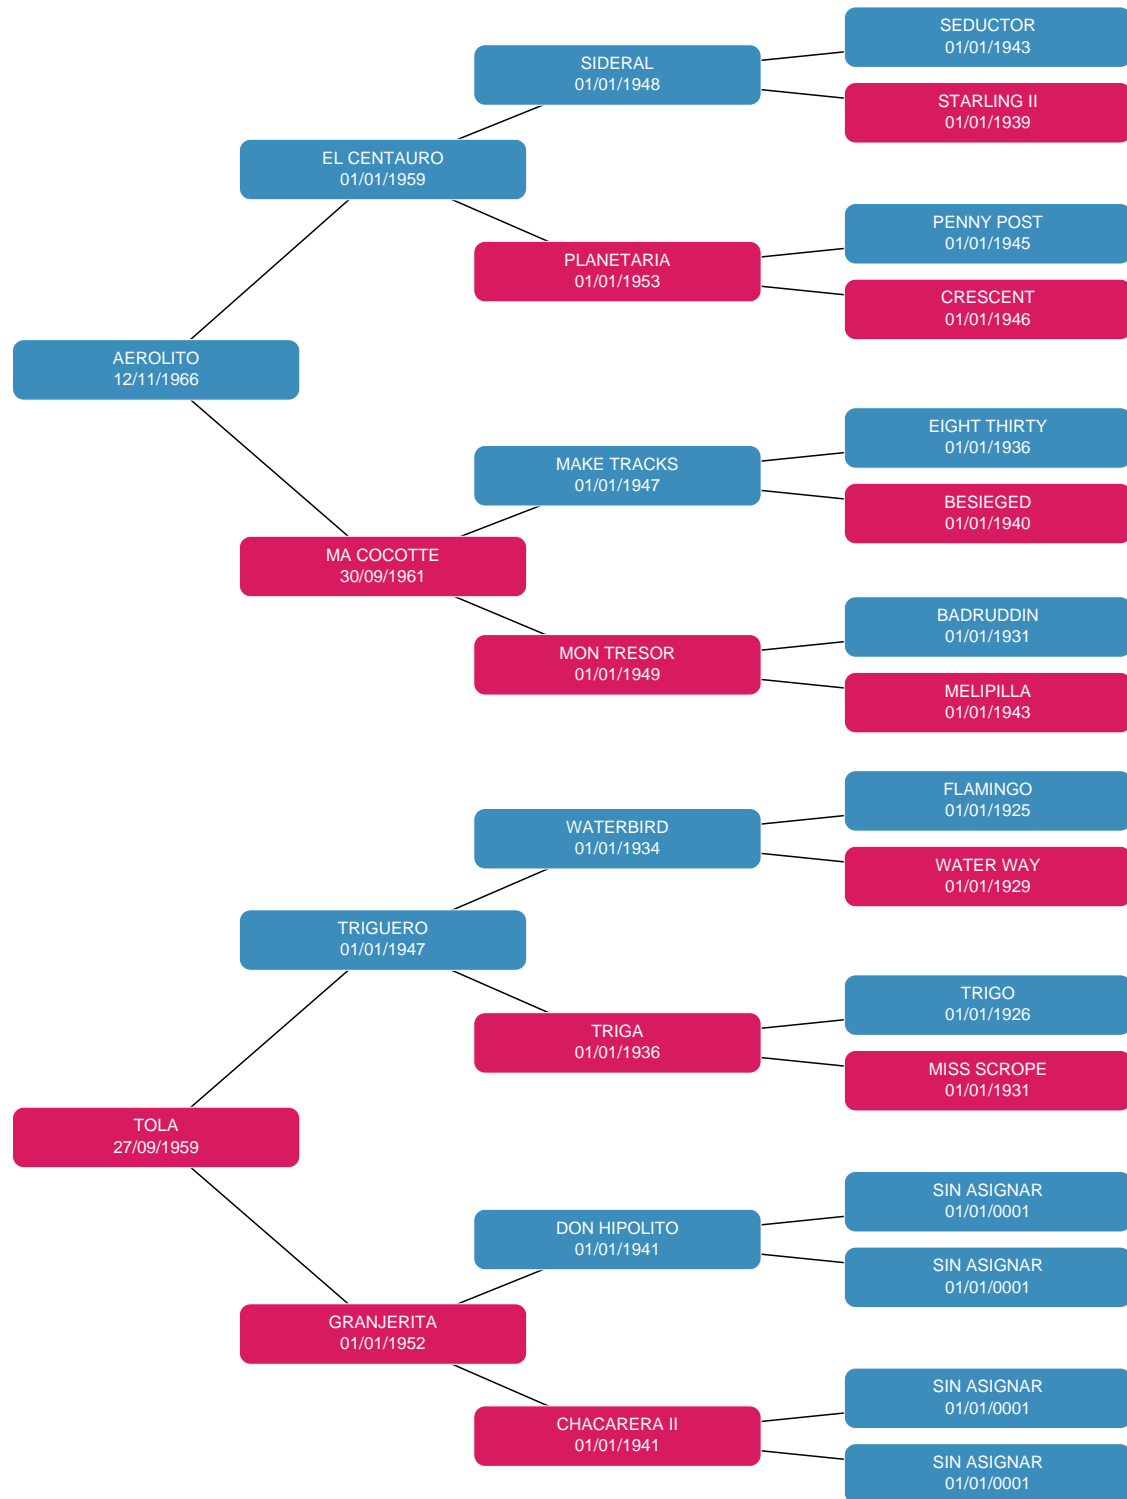 SEDUCTOR
01/01/1943
SIDERAL
01/01/1948
STARLING II
01/01/1939
EL CENTAURO
01/01/1959
PENNY POST
01/01/1945
PLANETARIA
01/01/1953
CRESCENT
01/01/1946
AEROLITO
12/11/1966
EIGHT THIRTY
01/01/1936
MAKE TRACKS
01/01/1947
BESIEGED
01/01/1940
MA COCOTTE
30/09/1961
BADRUDDIN
01/01/1931
MON TRESOR
01/01/1949
MELIPILLA
01/01/1943
FLAMINGO
01/01/1925
WATERBIRD
01/01/1934
WATER WAY
01/01/1929
TRIGUERO
01/01/1947
TRIGO
01/01/1926
TRIGA
01/01/1936
MISS SCROPE
01/01/1931
TOLA
27/09/1959
SIN ASIGNAR
01/01/0001
DON HIPOLITO
01/01/1941
SIN ASIGNAR
01/01/0001
GRANJERITA
01/01/1952
SIN ASIGNAR
01/01/0001
CHACARERA II
01/01/1941
SIN ASIGNAR
01/01/0001